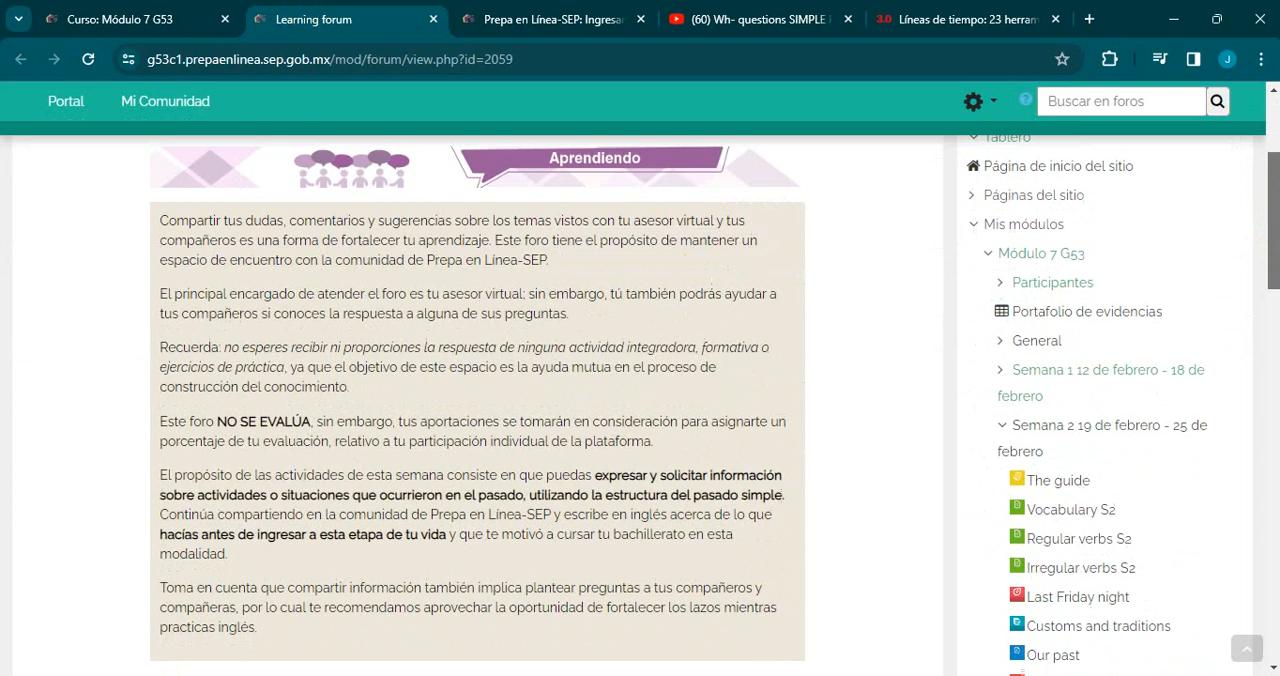 Curso: Módulo 7 G53
Learning forum
Prepa en Línea-SEP: Ingresar
(60) Wh- questions SIMPLE
3.0 Líneas de tiempo: 23 herram
g53c1.prepaenlinea.sep.gob.mx/mod/forum/view.php?id=2059
J
Portal
Mi Comunidad
Buscar en foros
Tablero
Aprendiendo
Compartir tus dudas, comentarios y sugerencias sobre los temas vistos con tu asesor virtual y tus
compañeros es una forma de fortalecer tu aprendizaje. Este foro tiene el propósito de mantener un
espacio de encuentro con la comunidad de Prepa en Línea-SEP.
El principal encargado de atender el foro es tu asesor virtual; sin embargo, tú también podrás ayudar a
tus compañeros si conoces la respuesta a alguna de sus preguntas.
Recuerda: no esperes recibir ni proporciones la respuesta de ninguna actividad integradora, formativa o
ejercicios de práctica, ya que el objetivo de este espacio es la ayuda mutua en el proceso de
construcción del conocimiento.
Este foro NO SE EVALÚA, sin embargo, tus aportaciones se tomarán en consideración para asignarte un
porcentaje de tu evaluación, relativo a tu participación individual de la plataforma.
El propósito de las actividades de esta semana consiste en que puedas expresar y solicitar información
sobre actividades o situaciones que ocurrieron en el pasado, utilizando la estructura del pasado simple.
Continúa compartiendo en la comunidad de Prepa en Línea-SEP y escribe en inglés acerca de lo que
hacías antes de ingresar a esta etapa de tu vida y que te motivó a cursar tu bachillerato en esta
modalidad.
Toma en cuenta que compartir información también implica plantear preguntas a tus compañeros y
compañeras, por lo cual te recomendamos aprovechar la oportunidad de fortalecer los lazos mientras
practicas inglés.
Página de inicio del sitio
Páginas del sitio
Mis módulos
Módulo 7 G53
Participantes
Portafolio de evidencias
General
Semana 1 12 de febrero - 18 de
febrero
Semana 2 19 de febrero - 25 de
febrero
The guide
Vocabulary S2
Regular verbs S2
Irregular verbs S2
Last Friday night
Customs and traditions
Our past